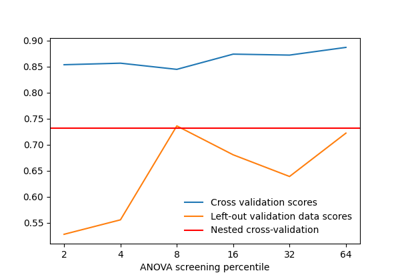 0.90
0.85
0.80
0.75
0.70
0.65
0.60
0.55
Cross validation scores
Left-out validation data scores
Nested cross-validation
2 4 8 16 32 64
ANOVA screening percentile